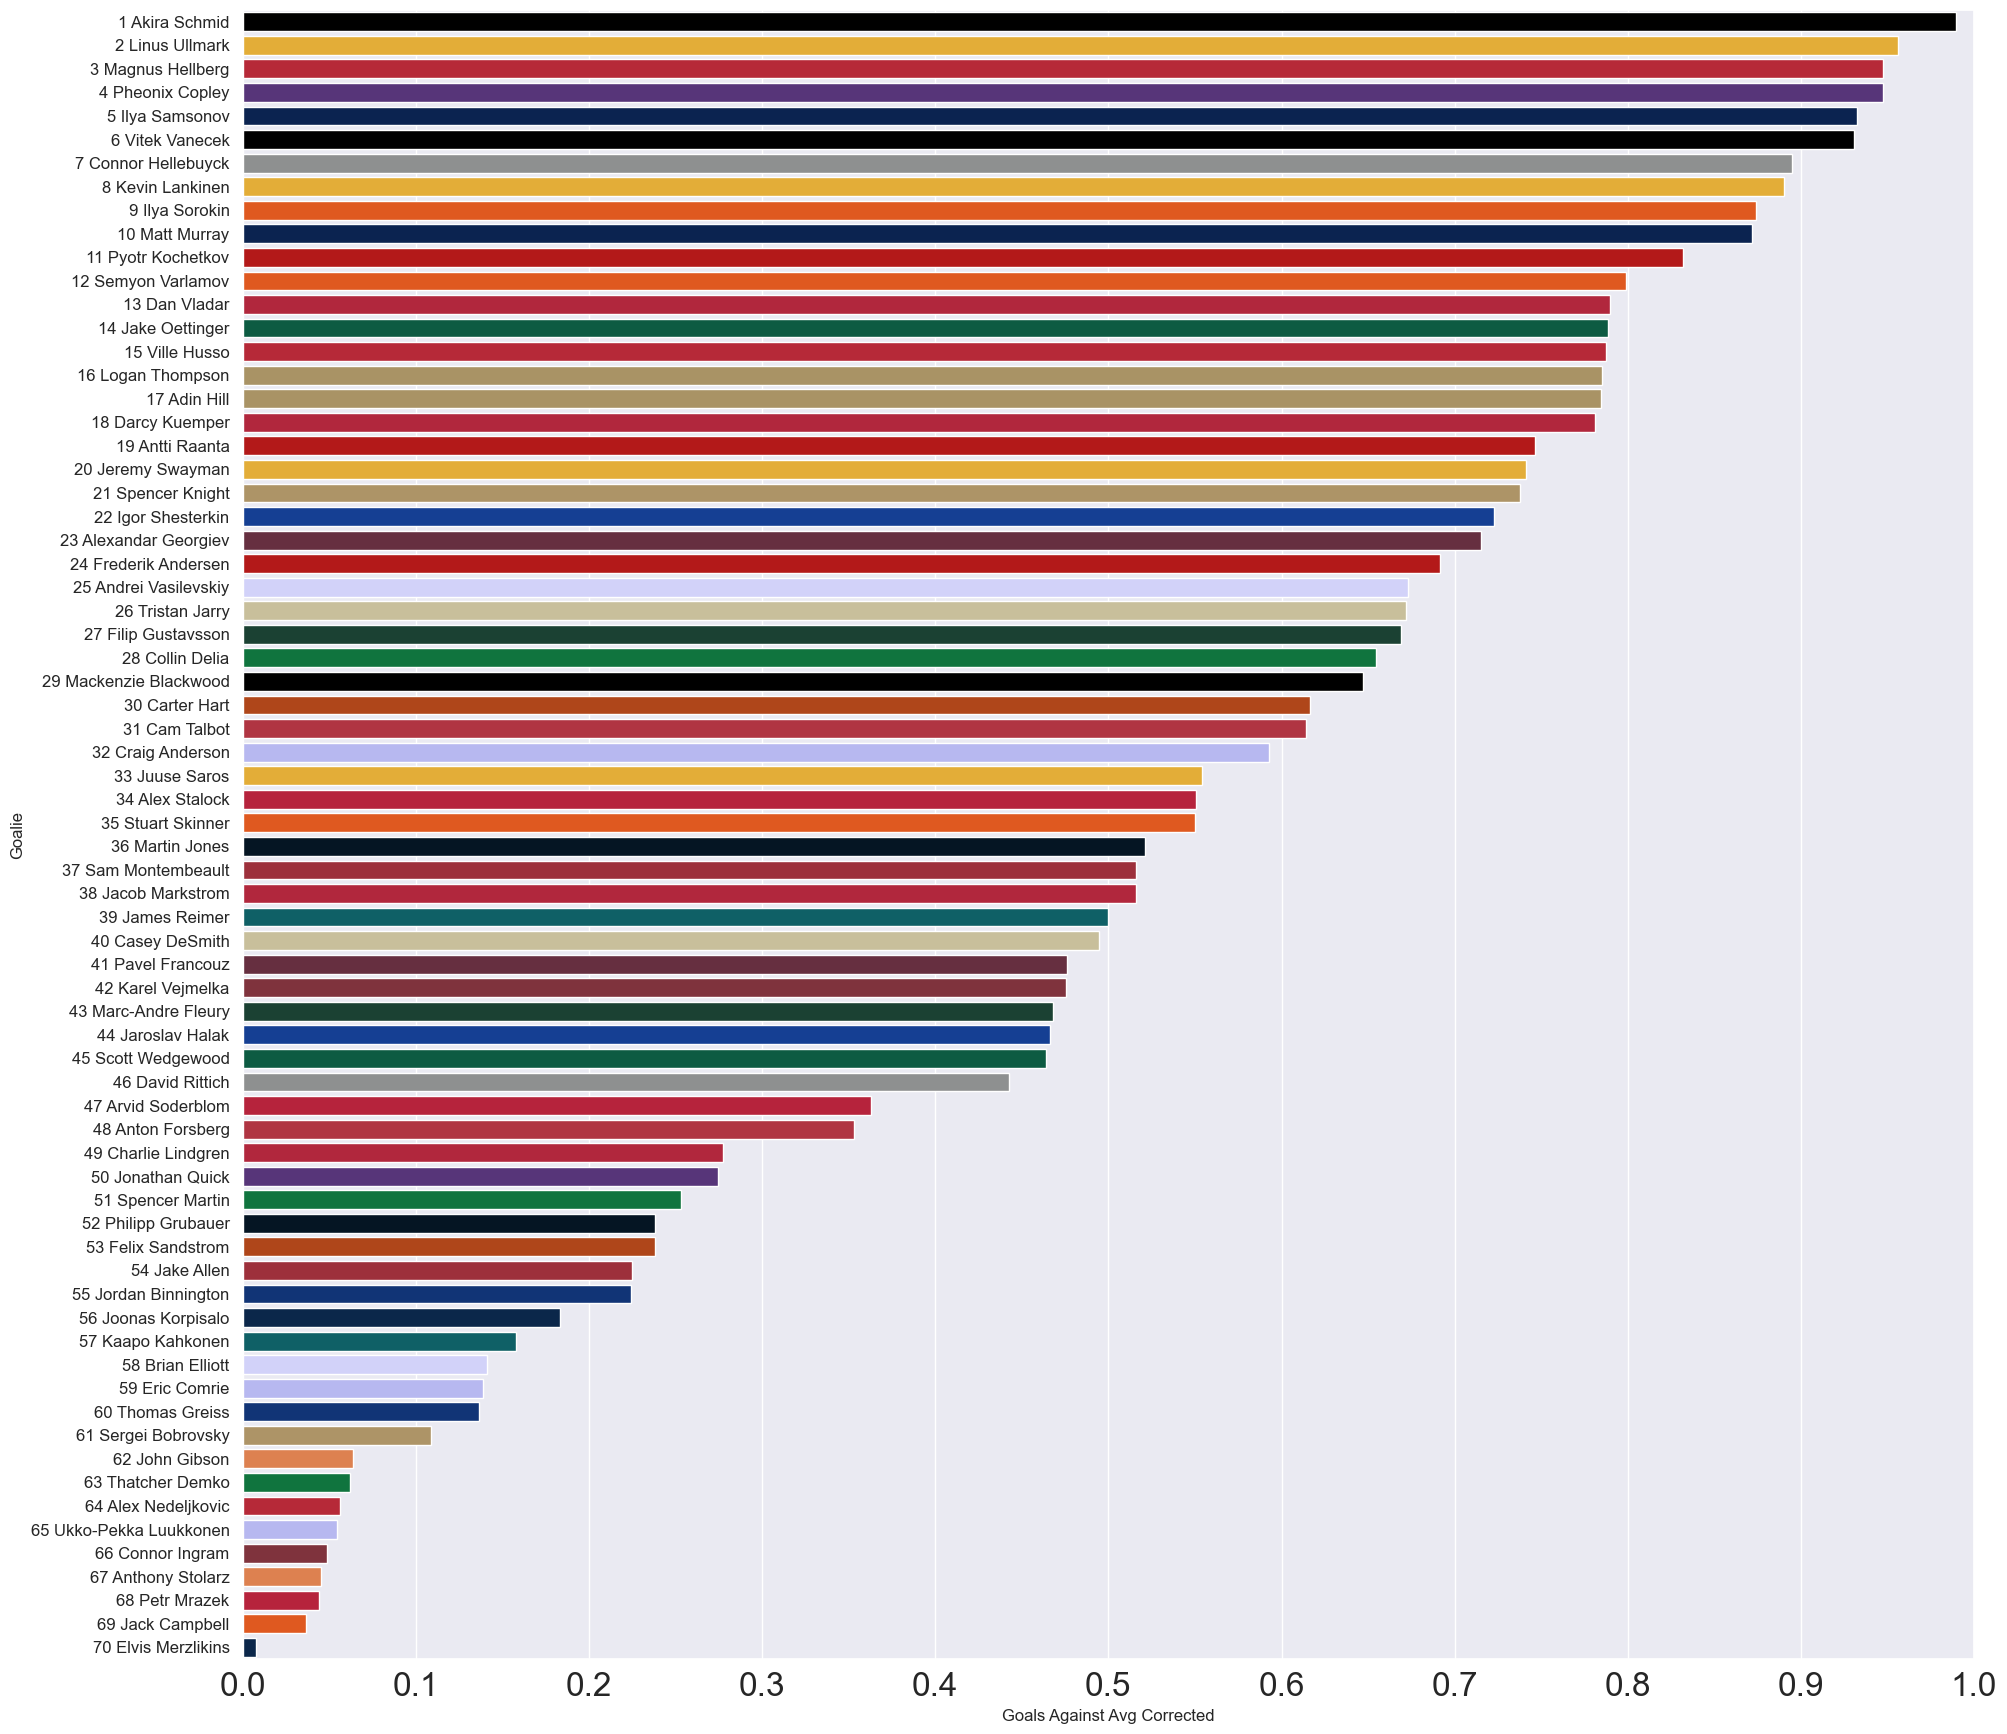 1 Akira Schmid
2 Linus Ullmark
3 Magnus Hellberg
4 Pheonix Copley
5 Ilya Samsonov
6 Vitek Vanecek
7 Connor Hellebuyck
8 Kevin Lankinen
9 Ilya Sorokin
10 Matt Murray
11 Pyotr Kochetkov
12 Semyon Varlamov
13 Dan Vladar
14 Jake Oettinger
15 Ville Husso
16 Logan Thompson
17 Adin Hill
18 Darcy Kuemper
19 Antti Raanta
20 Jeremy Swayman
21 Spencer Knight
22 Igor Shesterkin
23 Alexandar Georgiev
24 Frederik Andersen
25 Andrei Vasilevskiy
26 Tristan Jarry
27 Filip Gustavsson
28 Collin Delia
29 Mackenzie Blackwood
30 Carter Hart
31 Cam Talbot
32 Craig Anderson
33 Juuse Saros
34 Alex Stalock
35 Stuart Skinner
36 Martin Jones
37 Sam Montembeault
38 Jacob Markstrom
39 James Reimer
40 Casey DeSmith
41 Pavel Francouz
42 Karel Vejmelka
43 Marc-Andre Fleury
44 Jaroslav Halak
45 Scott Wedgewood
46 David Rittich
47 Arvid Soderblom
48 Anton Forsberg
49 Charlie Lindgren
50 Jonathan Quick
51 Spencer Martin
52 Philipp Grubauer
53 Felix Sandstrom
54 Jake Allen
55 Jordan Binnington
56 Joonas Korpisalo
57 Kaapo Kahkonen
58 Brian Elliott
59 Eric Comrie
60 Thomas Greiss
61 Sergei Bobrovsky
62 John Gibson
63 Thatcher Demko
64 Alex Nedeljkovic
65 Ukko-Pekka Luukkonen
66 Connor Ingram
67 Anthony Stolarz
68 Petr Mrazek
69 Jack Campbell
70 Elvis Merzlikins
Goalie
0.0 0.1 0.2 0.3 0.4 0.5 0.6 0.7 0.8 0.9 1.0
Goals Against Avg Corrected